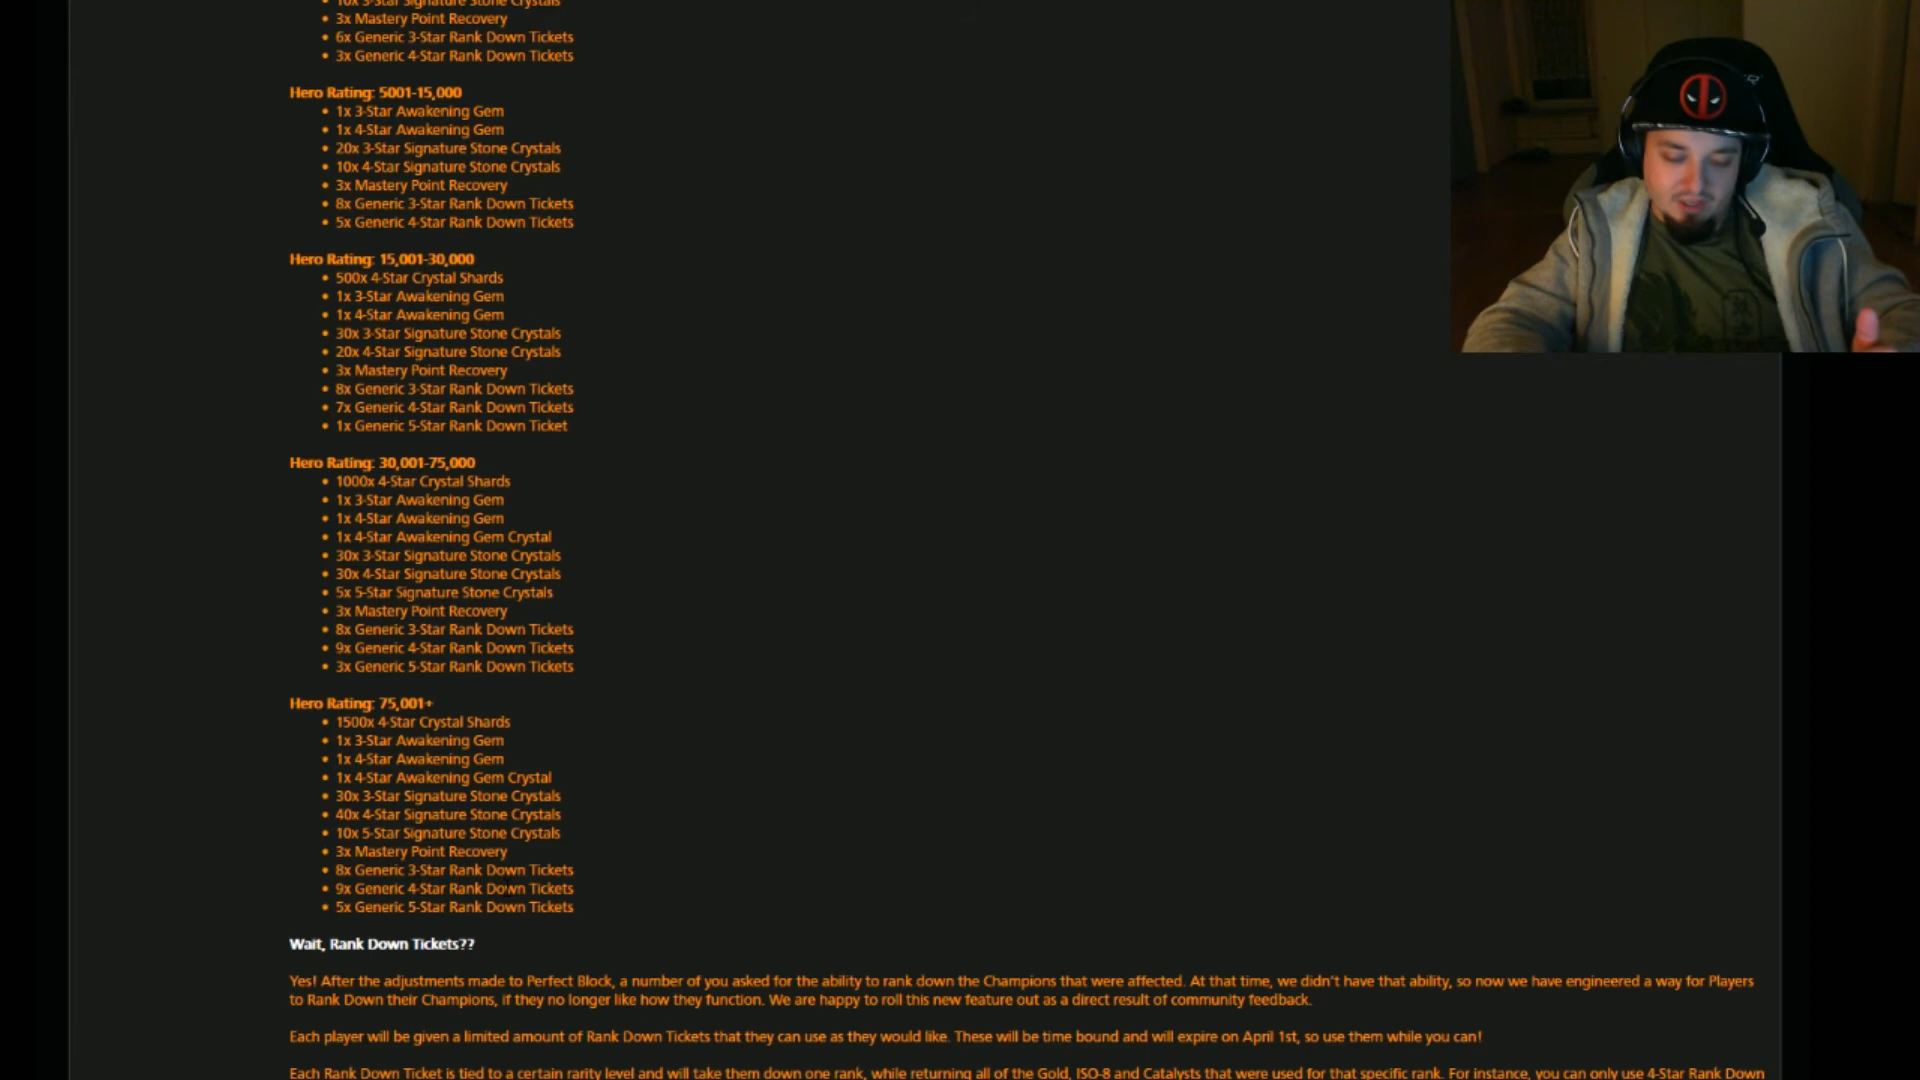 10x 3-Star Signature Stone Crystals
3x Mastery Point Recovery
6x Generic 3-Star Rank Down Tickets
3x Generic 4-Star Rank Down Tickets
Hero Rating: 5001-15,000
1x 3-Star Awakening Gem
1x 4-Star Awakening Gem
20x 3-Star Signature Stone Crystals
10x 4-Star Signature Stone Crystals
3x Mastery Point Recovery
8x Generic 3-Star Rank Down Tickets
5x Generic 4-Star Rank Down Tickets
Hero Rating: 15,001-30,000
500x 4-Star Crystal Shards
1x 3-Star Awakening Gem
1x 4-Star Awakening Gem
30x 3-Star Signature Stone Crystals
20x 4-Star Signature Stone Crystals
3x Mastery Point Recovery
8x Generic 3-Star Rank Down Tickets
7x Generic 4-Star Rank Down Tickets
1x Generic 5-Star Rank Down Ticket
Hero Rating: 30,001-75,000
1000x 4-Star Crystal Shards
1x 3-Star Awakening Gem
1x 4-Star Awakening Gem
1x 4-Star Awakening Gem Crystal
30x 3-Star Signature Stone Crystals
30x 4-Star Signature Stone Crystals
5x 5-Star Signature Stone Crystals
3x Mastery Point Recovery
8x Generic 3-Star Rank Down Tickets
9x Generic 4-Star Rank Down Tickets
3x Generic 5-Star Rank Down Tickets
Hero Rating: 75,001+
1500x 4-Star Crystal Shards
1x 3-Star Awakening Gem
1x 4-Star Awakening Gem
1x 4-Star Awakening Gem Crystal
30x 3-Star Signature Stone Crystals
40x 4-Star Signature Stone Crystals
10x 5-Star Signature Stone Crystals
3x Mastery Point Recovery
8x Generic 3-Star Rank Down Tickets
9x Generic 4-Star Rank Down Tickets
5x Generic 5-Star Rank Down Tickets
Wait, Rank Down Tickets??
Yes! After the adjustments made to Perfect Block, a number of you asked for the ability to rank down the Champions that were affected. At that time, we didn't have that ability, so now we have engineered a way for Players
to Rank Down their Champions, if they no longer like how they function. We are happy to roll this new feature out as a direct result of community feedback.
Each player will be given a limited amount of Rank Down Tickets that they can use as they would like. These will be time bound and will expire on April 1st, so use them while you can!
Each Rank Down Ticket is tied to a certain rarity level and will take them down one rank, while returning all of the Gold, ISO-8 and Catalysts that were used for that specific rank. For instance, you can only use 4-Star Rank Down